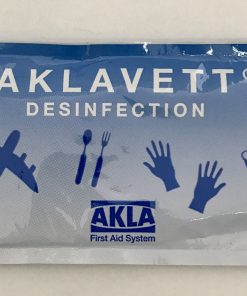 AKLAVETT
DESINFECTION
AKLA
First Aid System